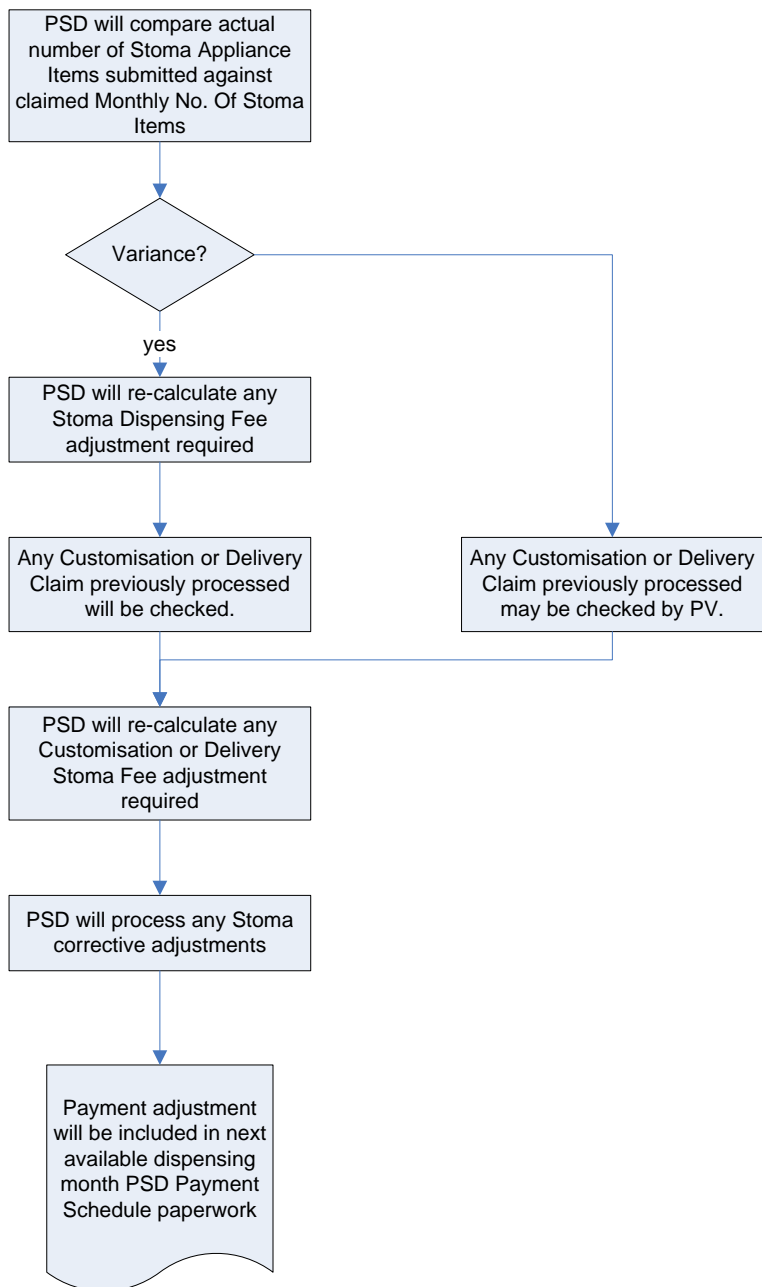 PSD will compare actual
number of Stoma Appliance
Items submitted against
claimed Monthly No. Of Stoma
Items
Variance?
yes
PSD will re-calculate any
Stoma Dispensing Fee
adjustment required
Any Customisation or Delivery
Claim previously processed
will be checked.
Any Customisation or Delivery
Claim previously processed
may be checked by PV.
PSD will re-calculate any
Customisation or Delivery
Stoma Fee adjustment
required
PSD will process any Stoma
corrective adjustments
Payment adjustment
will be included in next
available dispensing
month PSD Payment
Schedule paperwork